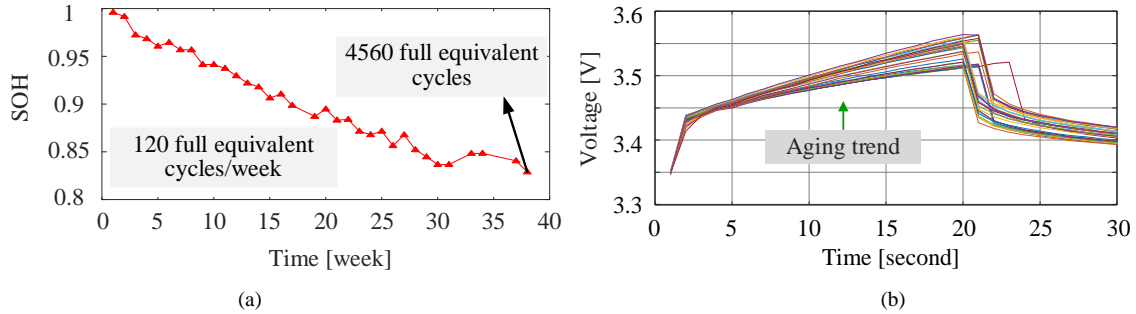 1
0.95
0.9
0.85
0.8
SOH
4560 full equivalent
cycles
120 full equivalent
cycles/week
0 5 10 15 20 25 30 35 40
Time [week]
(a)
3.6
3.5
3.4
3.3
Voltage [V]
Aging trend
0 5 10 15 20 25 30
Time [second]
(b)